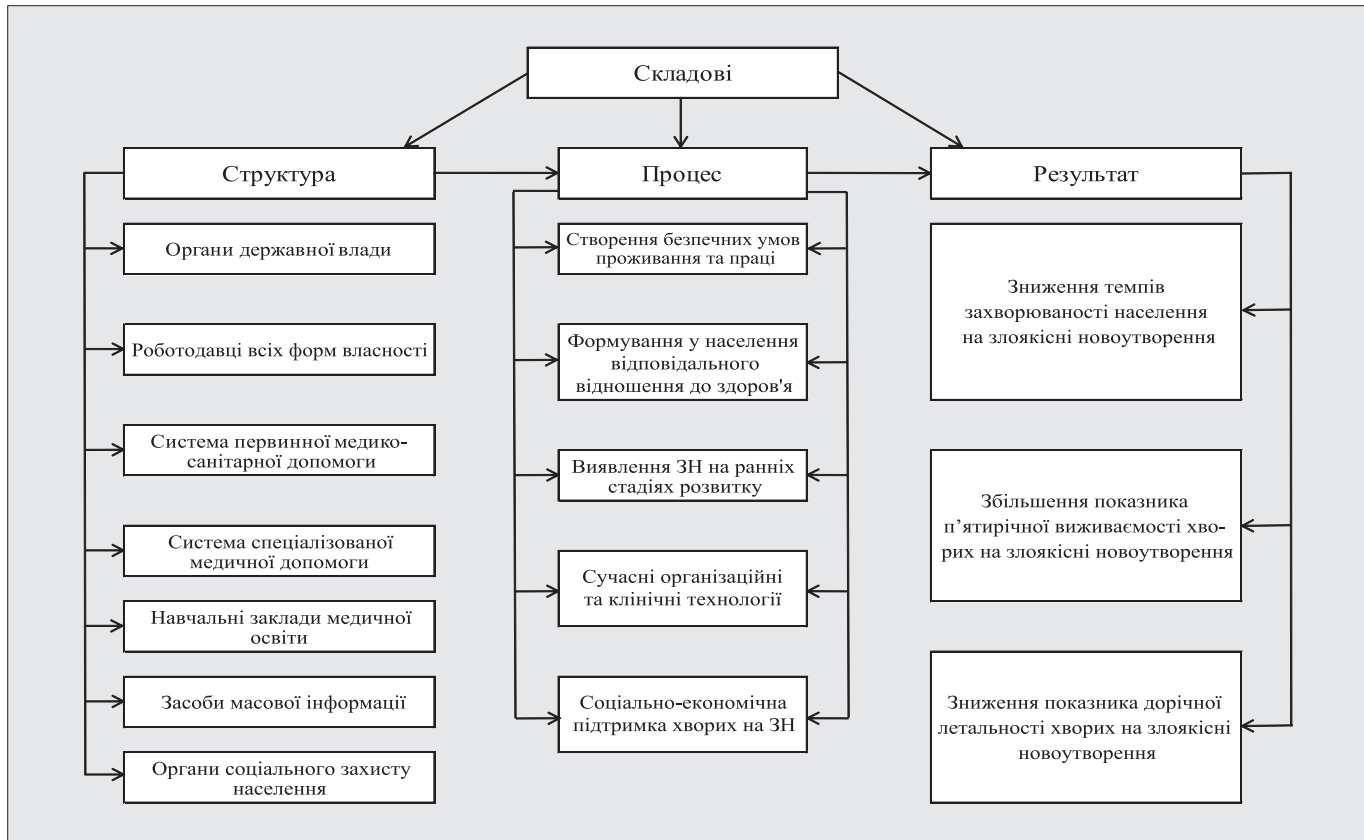 Складові
Структура
Процес
Результат
Органи державної влади
Роботодавці всіх форм власності
Система первинної медико-
санітарної допомоги
Система спеціалізованої
медичної допомоги
Навчальні заклади медичної
освіти
Засоби масової інформації
Органи соціального захисту
населення
Створення безпечних умов
проживання та праці
Формування у населення
відповідального
відношення до здоров'я
Виявлення ЗН на ранніх
стадіях розвитку
Сучасні організаційні
та клінічні технології
Соціально-економічна
підтримка хворих на ЗН
Зниження темпів
захворюваності населення
на злоякісні новоутворення
Збільшення показника
п’ятирічної виживаємості хво-
рих на злоякісні новоутворення
Зниження показника дорічної
летальності хворих на злоякісні
новоутворення